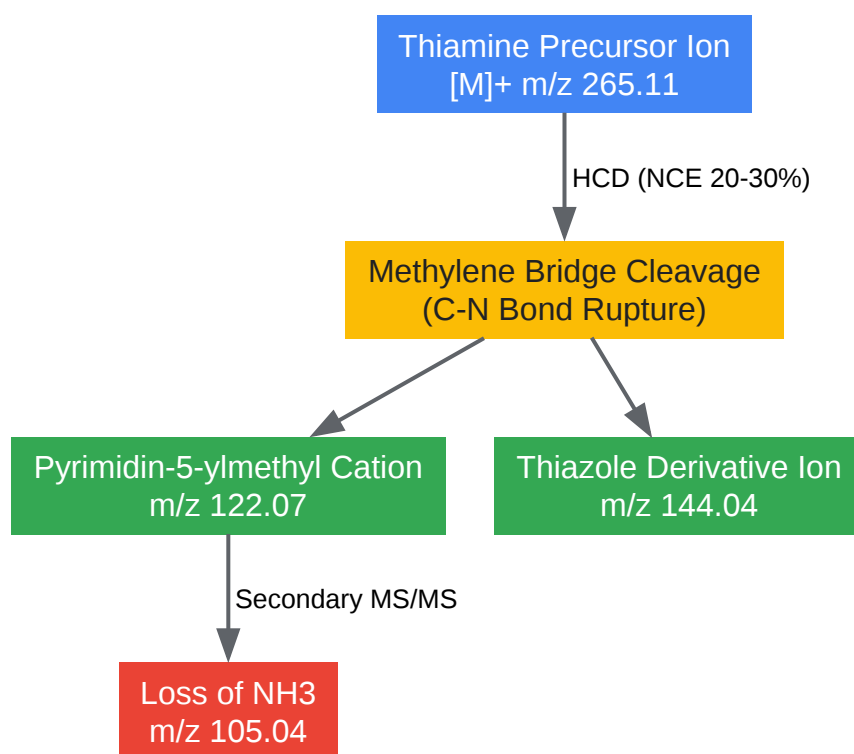 Thiamine Precursor Ion
[M]+ m/z 265.11
HCD (NCE 20-30%)
Methylene Bridge Cleavage
(C-N Bond Rupture)
Pyrimidin-5-ylmethyl Cation
m/z 122.07
Thiazole Derivative Ion
m/z 144.04
Secondary MS/MS
Loss of NH3
m/z 105.04